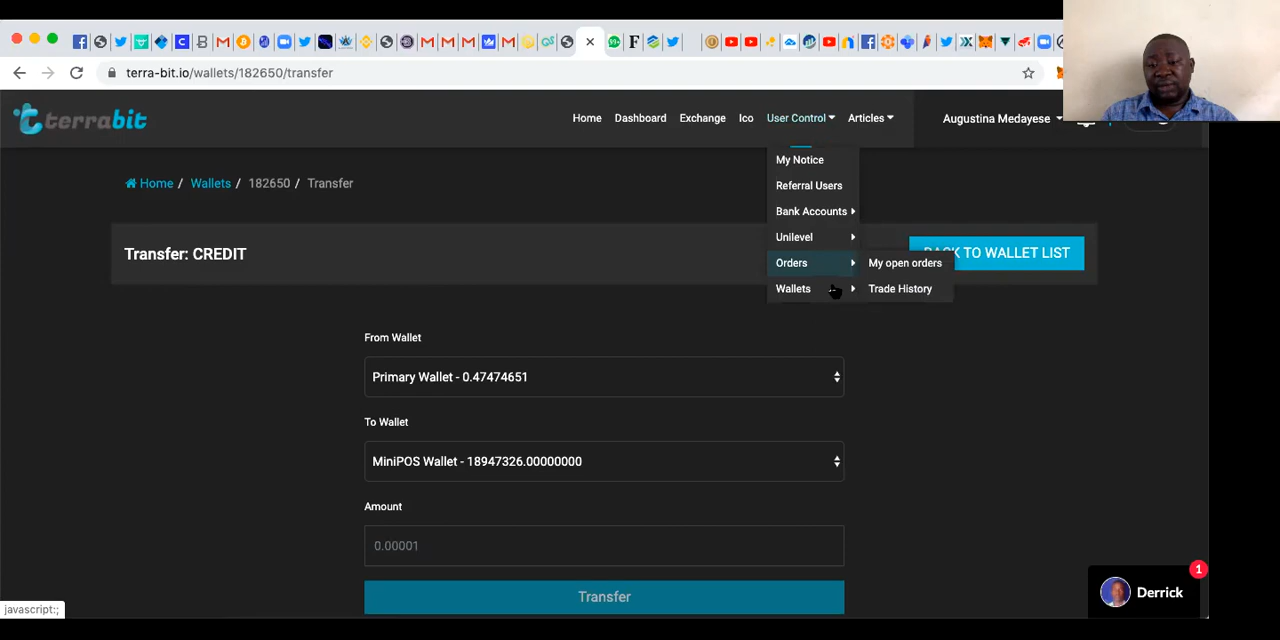 terra-bit.io/wallets/182650/transfer
terrabit
Home Dashboard Exchange Ico User Control Articles Augustina Medayese
My Notice
Referral Users
Bank Accounts
Unilevel
Orders My open orders
Wallets Trade History
Home / Wallets / 182650 / Transfer
Transfer: CREDIT
TO WALLET LIST
From Wallet
Primary Wallet - 0.47474651
To Wallet
MiniPOS Wallet - 18947326.00000000
Amount
0.00001
Transfer
1
Derrick
javascript:;